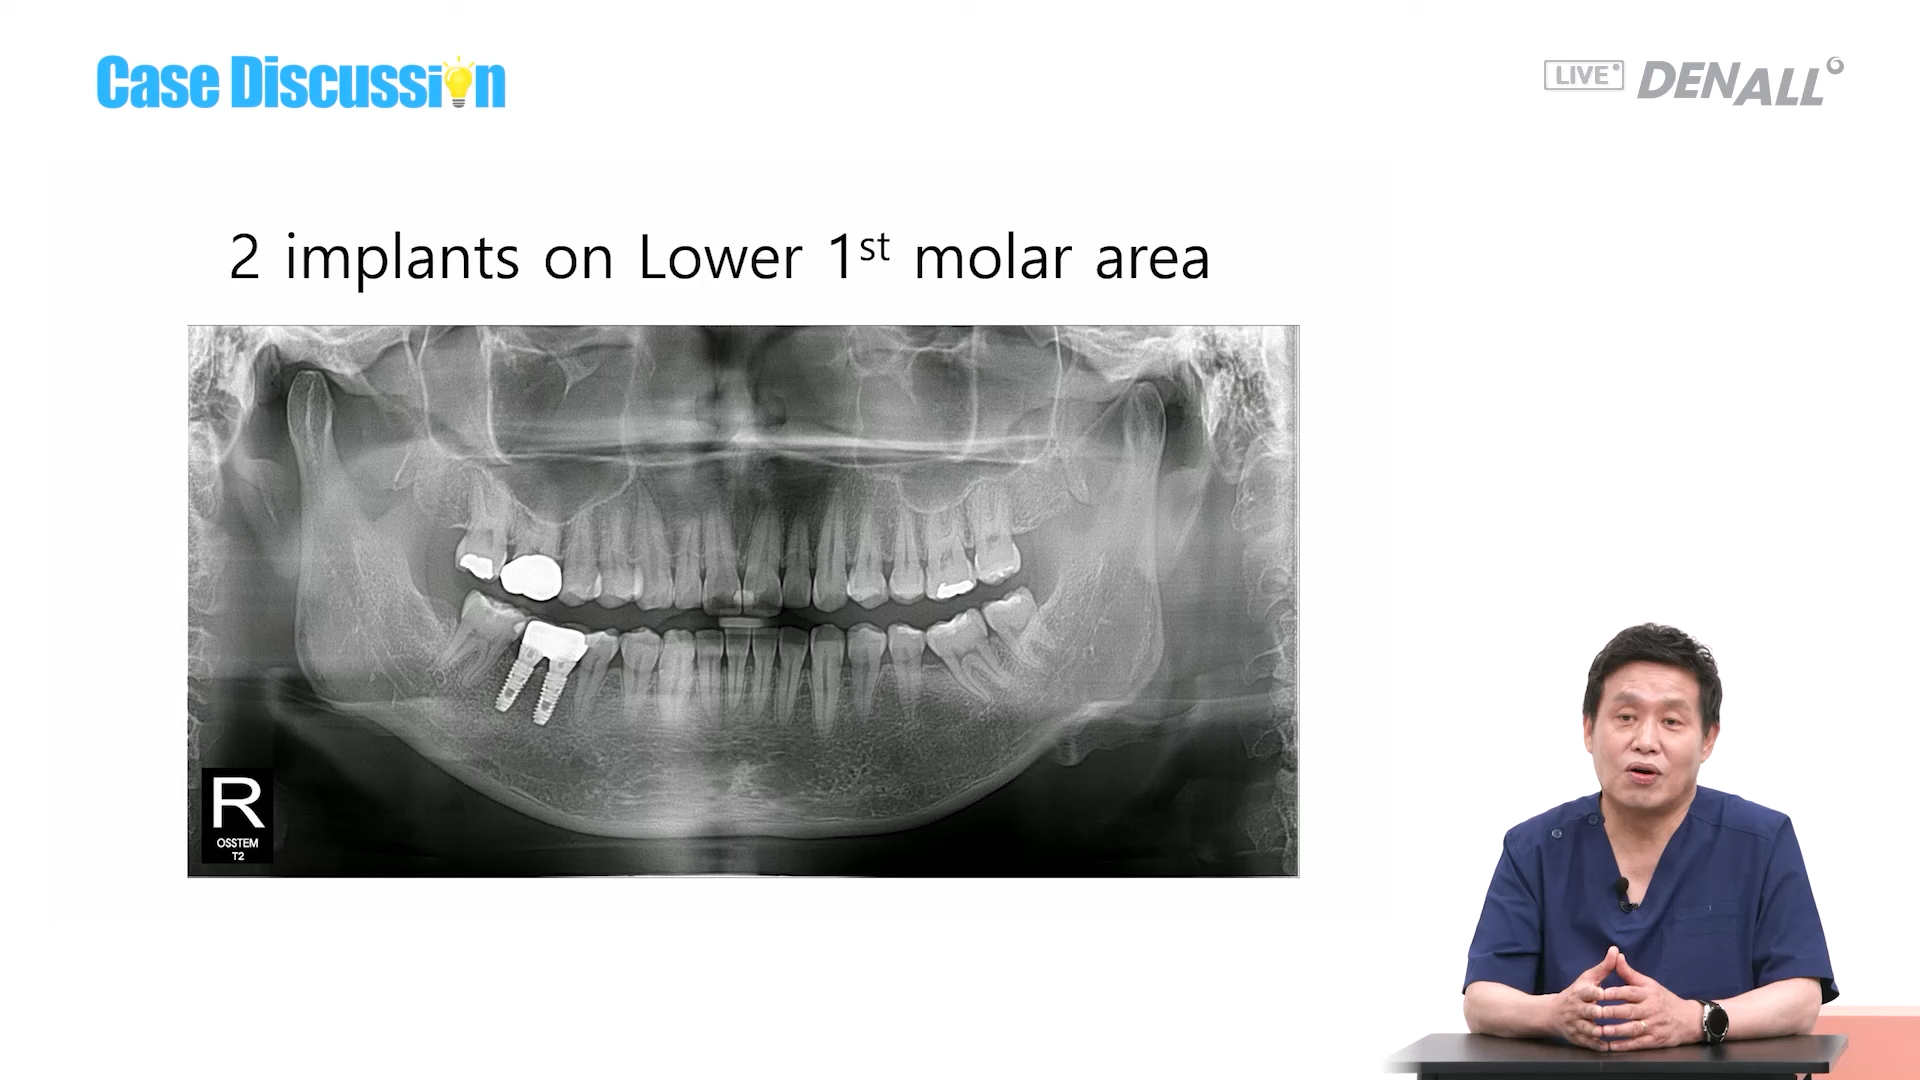 Case Discussion
LIVE DENALL
2 implants on Lower 1st molar area
R
OSSTEM
T2